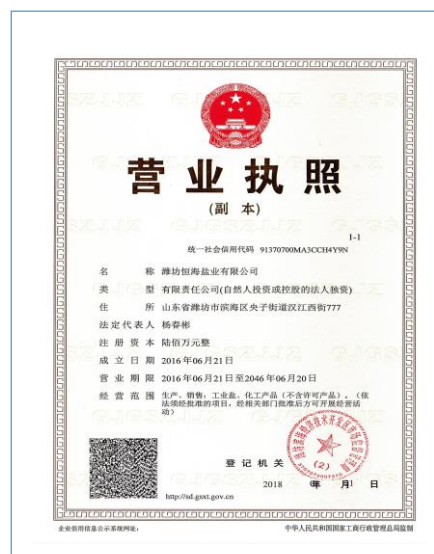 营业执照
(副 本)
1-1
统一社会信用代码 91370700MA3CCH4Y9N
名 称 潍坊恒海盐业有限公司
类 型 有限责任公司(自然人投资或控股的法人独资)
住 所 山东省潍坊市滨海区央子街道汉江西街777
法定代表人 杨春彬
注册资本 陆佰万元整
成立日期 2016年06月21日
营业期限 2016年06月21日至2046年06月20日
经营范围 生产、销售：工业盐、化工产品（不含许可产品）。（依
法须经批准的项目，经相关部门批准后方可开展经营活
动）
登记机关
(2)
2018 年 月 1 日
http://sd.gsxt.gov.cn
企业信用信息公示系统网址：
中华人民共和国国家工商行政管理总局监制